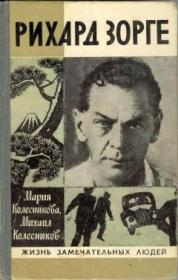 РИХАРД ЗОРГЕ
Мария
Колесникова,
Михаил
Колесников
ЖИЗНЬ ЗАМЕЧАТЕЛЬНЫХ ЛЮДЕЙ